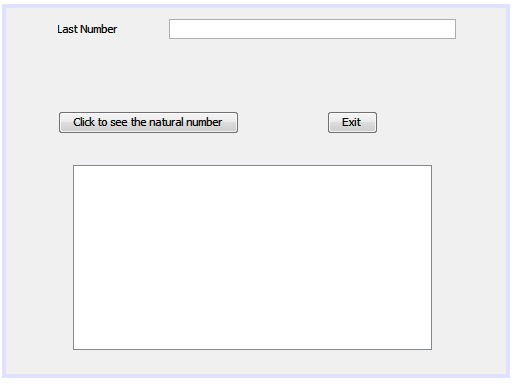 Last Number
Click to see the natural number
Exit